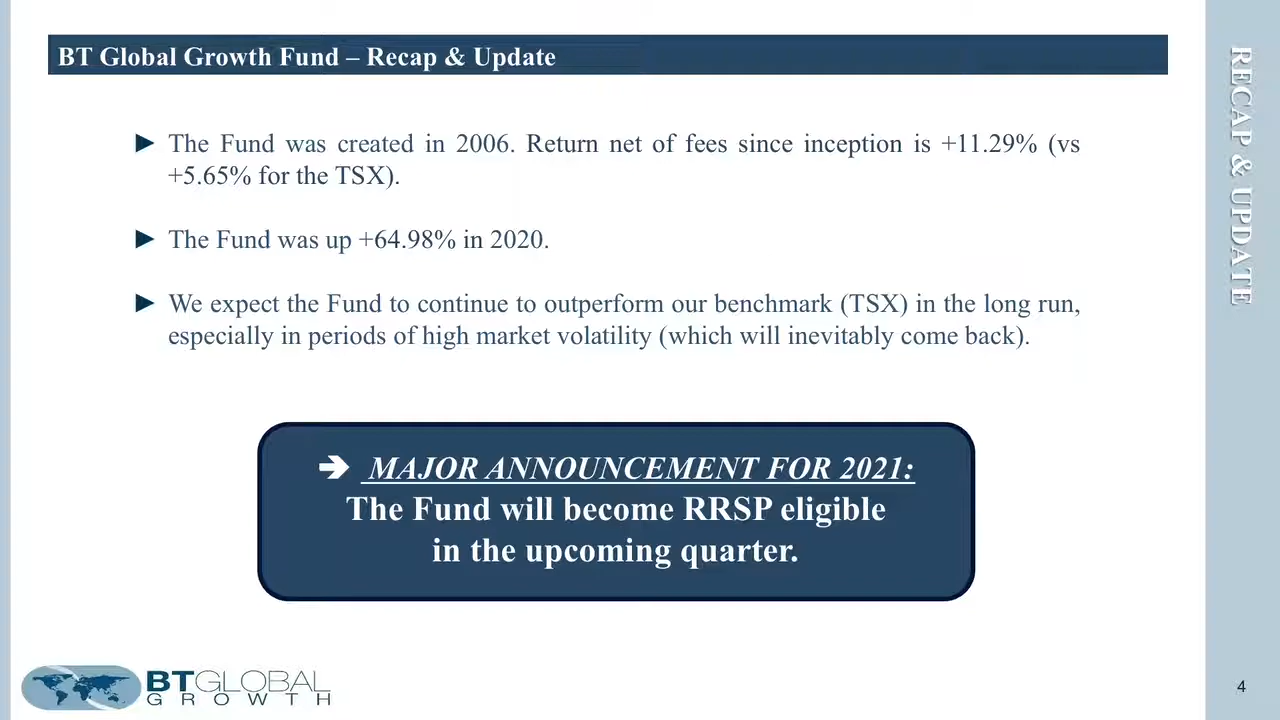 BT Global Growth Fund – Recap & Update
► The Fund was created in 2006. Return net of fees since inception is +11.29% (vs
+5.65% for the TSX).
► The Fund was up +64.98% in 2020.
► We expect the Fund to continue to outperform our benchmark (TSX) in the long run,
especially in periods of high market volatility (which will inevitably come back).
➔ MAJOR ANNOUNCEMENT FOR 2021:
The Fund will become RRSP eligible
in the upcoming quarter.
RECAP & UPDATE
BTGLOBAL
GROWTH
4